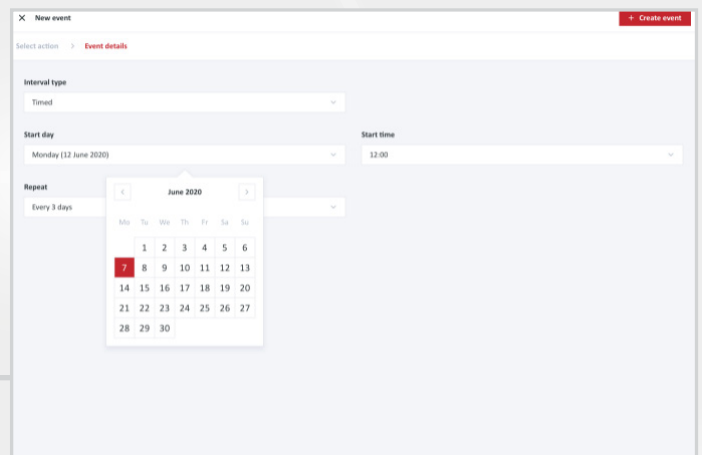 × New event + Create event
Select action > Event details
Interval type
Timed
Start day Start time
Monday (12 June 2020) 12:00
Repeat
Every 3 days
< June 2020 >
Mo Tu We Th Fr Sa Su
1 2 3 4 5 6
7 8 9 10 11 12 13
14 15 16 17 18 19 20
21 22 23 24 25 26 27
28 29 30